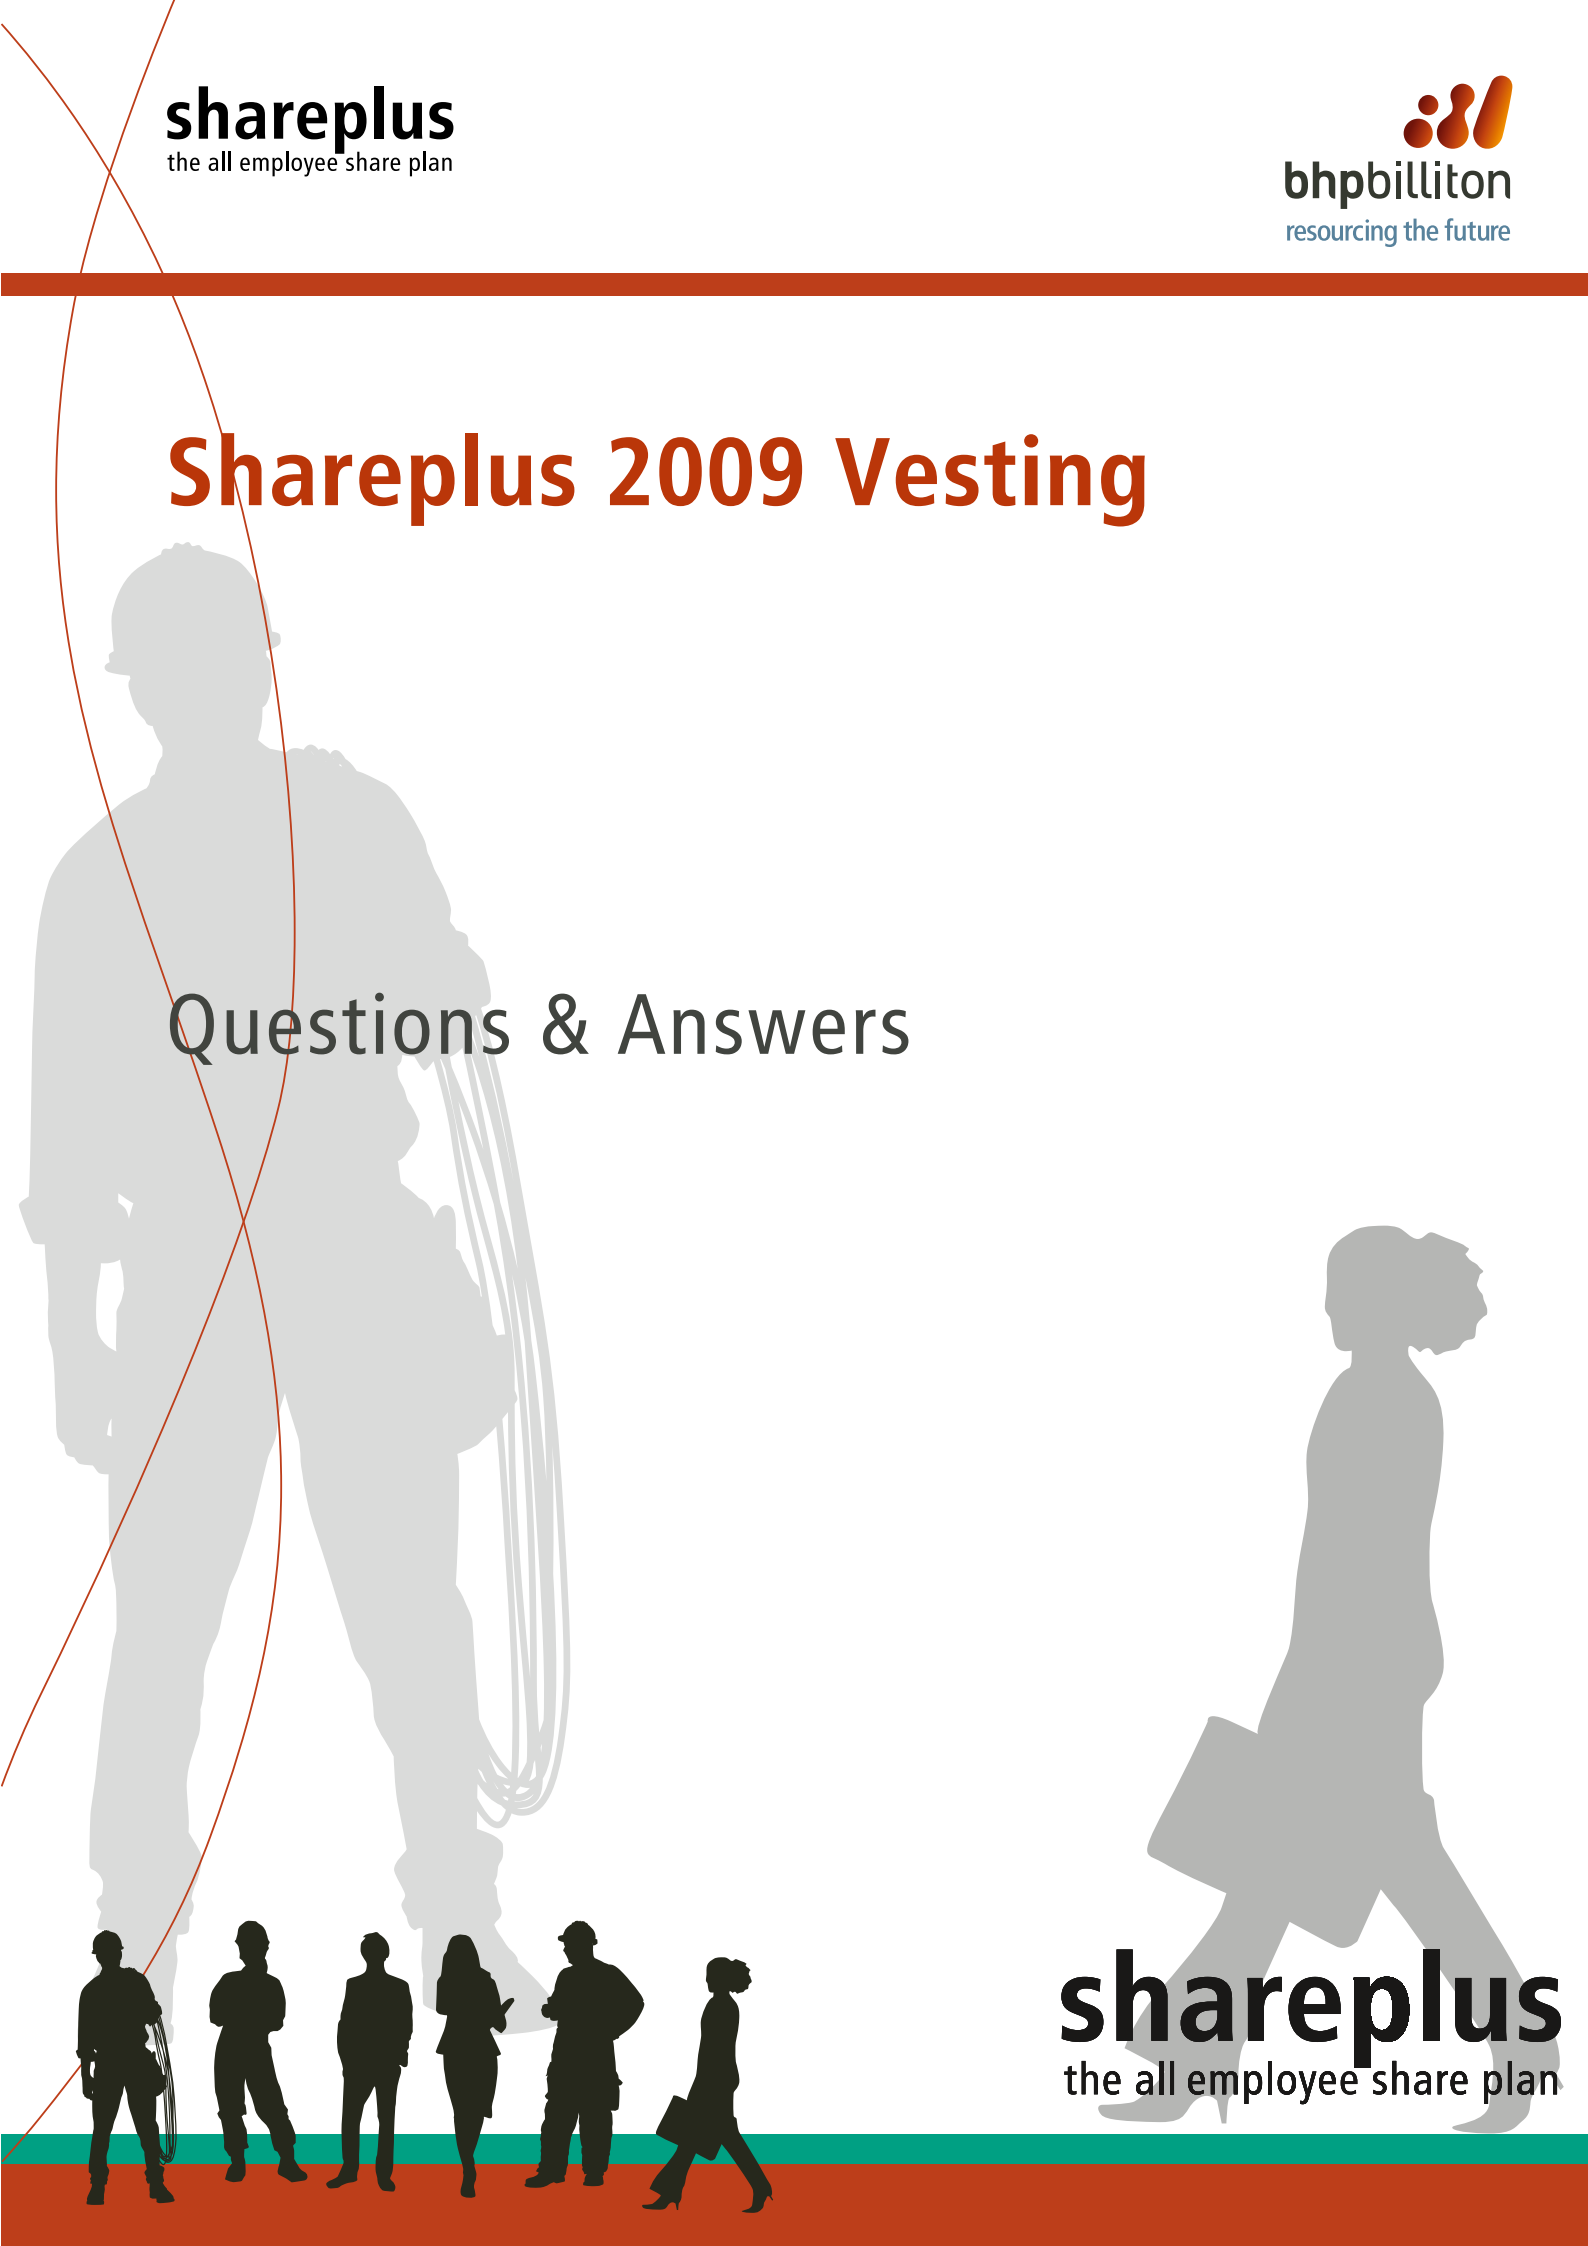 shareplus
the all employee share plan
bhpbilliton
resourcing the future
Shareplus 2009 Vesting
Questions & Answers
shareplus
the all employee share plan